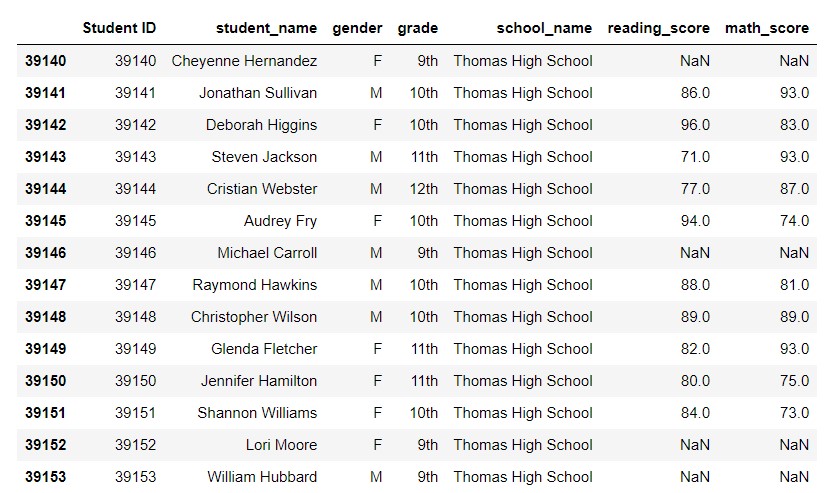 Student ID student_name gender grade school_name reading_score math_score
39140 39140 Cheyenne Hernandez F 9th Thomas High School NaN NaN
39141 39141 Jonathan Sullivan M 10th Thomas High School 86.0 93.0
39142 39142 Deborah Higgins F 10th Thomas High School 96.0 83.0
39143 39143 Steven Jackson M 11th Thomas High School 71.0 93.0
39144 39144 Cristian Webster M 12th Thomas High School 77.0 87.0
39145 39145 Audrey Fry F 10th Thomas High School 94.0 74.0
39146 39146 Michael Carroll M 9th Thomas High School NaN NaN
39147 39147 Raymond Hawkins M 10th Thomas High School 88.0 81.0
39148 39148 Christopher Wilson M 10th Thomas High School 89.0 89.0
39149 39149 Glenda Fletcher F 11th Thomas High School 82.0 93.0
39150 39150 Jennifer Hamilton F 11th Thomas High School 80.0 75.0
39151 39151 Shannon Williams F 10th Thomas High School 84.0 73.0
39152 39152 Lori Moore F 9th Thomas High School NaN NaN
39153 39153 William Hubbard M 9th Thomas High School NaN NaN